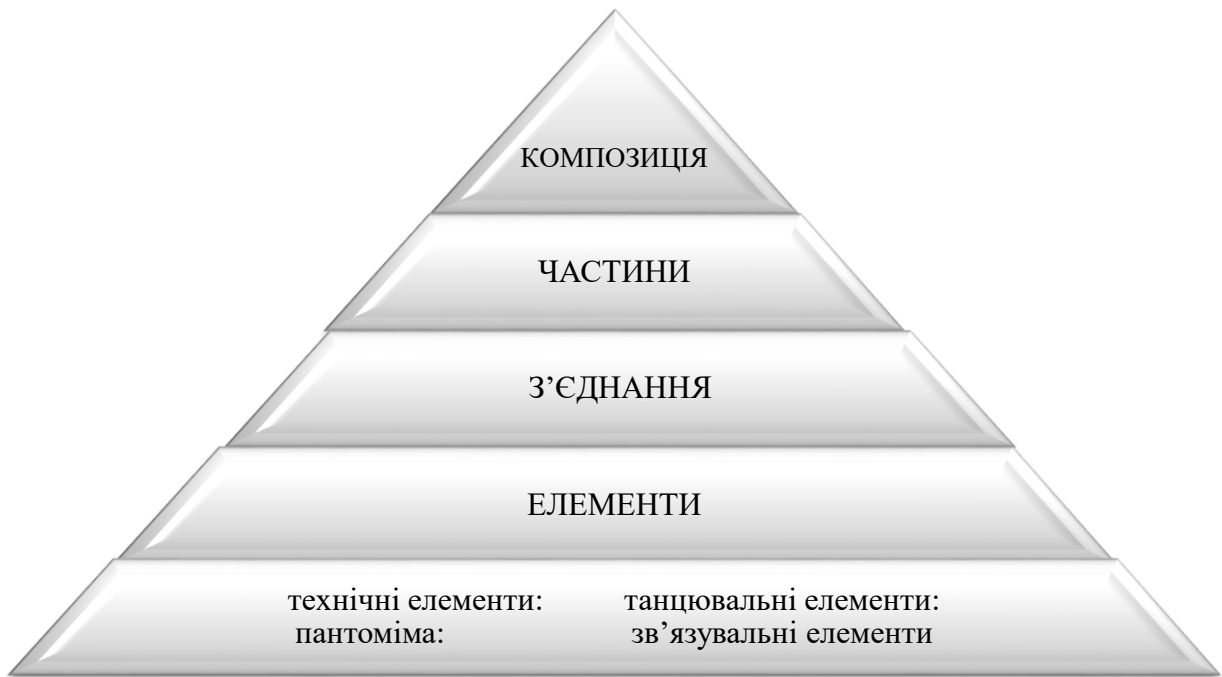 КОМПОЗИЦІЯ
ЧАСТИНИ
З’ЄДНАННЯ
ЕЛЕМЕНТИ
технічні елементи: танцювальні елементи:
пантоміма: зв’язувальні елементи